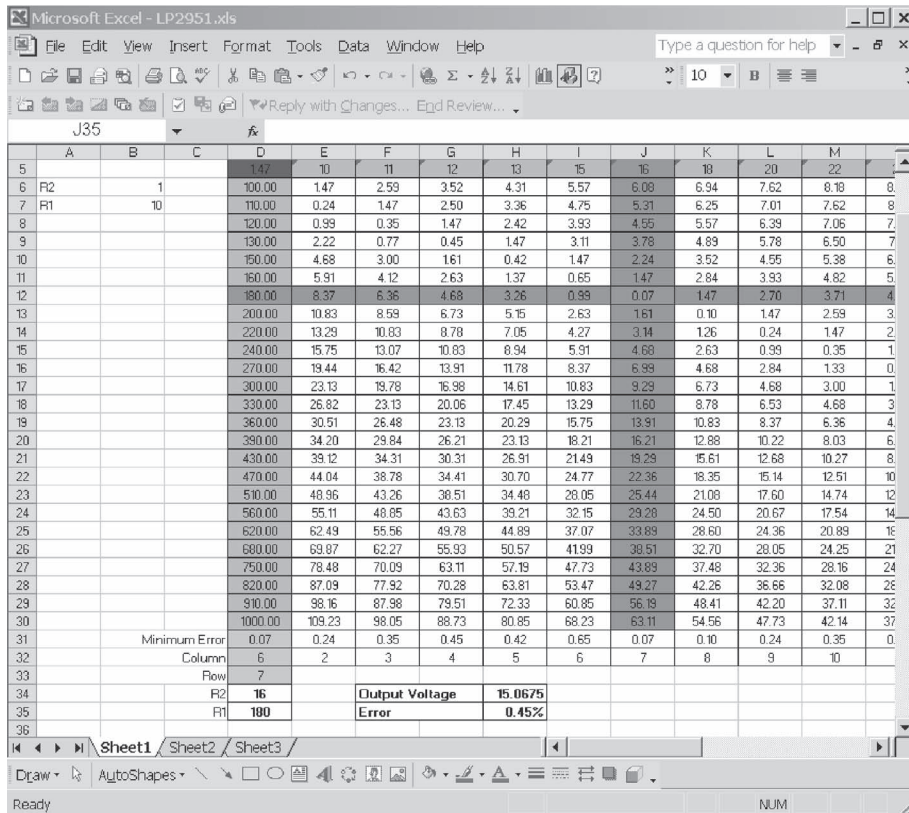 Microsoft Excel - LP2951.xls
File Edit View Insert Format Tools Data Window Help Type a question for help
10 B
Reply with Changes... End Review...
J35 fx
A B C D E F G H I J K L M
5 1.47 10 11 12 13 15 16 18 20 22
6 R2 1 100.00 1.47 2.59 3.52 4.31 5.57 6.08 6.94 7.62 8.18 8.
7 R1 10 110.00 0.24 1.47 2.50 3.36 4.75 5.31 6.25 7.01 7.62 8
8 120.00 0.99 0.35 1.47 2.42 3.93 4.55 5.57 6.39 7.06 7.
9 130.00 2.22 0.77 0.45 1.47 3.11 3.78 4.89 5.78 6.50 7
10 150.00 4.68 3.00 1.61 0.42 1.47 2.24 3.52 4.55 5.38 6.
11 160.00 5.91 4.12 2.63 1.37 0.65 1.47 2.84 3.93 4.82 5.
12 180.00 8.37 6.36 4.68 3.26 0.99 0.07 1.47 2.70 3.71 4
13 200.00 10.83 8.59 6.73 5.15 2.63 1.61 0.10 1.47 2.59 3.
14 220.00 13.29 10.83 8.78 7.05 4.27 3.14 1.26 0.24 1.47 2.
15 240.00 15.75 13.07 10.83 8.94 5.91 4.68 2.63 0.99 0.35 1.
16 270.00 19.44 16.42 13.91 11.78 8.37 6.99 4.68 2.84 1.33 0.
17 300.00 23.13 19.78 16.98 14.61 10.83 9.29 6.73 4.68 3.00 1.
18 330.00 26.82 23.13 20.06 17.45 13.29 11.60 8.78 6.53 4.68 3
19 360.00 30.51 26.48 23.13 20.29 15.75 13.91 10.83 8.37 6.36 4.
20 390.00 34.20 29.84 26.21 23.13 18.21 16.21 12.88 10.22 8.03 6.
21 430.00 39.12 34.31 30.31 26.91 21.49 19.29 15.61 12.68 10.27 8.
22 470.00 44.04 38.78 34.41 30.70 24.77 22.36 18.35 15.14 12.51 10
23 510.00 48.96 43.26 38.51 34.48 28.05 25.44 21.08 17.60 14.74 12
24 560.00 55.11 48.85 43.63 39.21 32.15 29.28 24.50 20.67 17.54 14
25 620.00 62.49 55.56 49.78 44.89 37.07 33.89 28.60 24.36 20.89 18
26 680.00 69.87 62.27 55.93 50.57 41.99 38.51 32.70 28.05 24.25 21
27 750.00 78.48 70.09 63.11 57.19 47.73 43.89 37.48 32.36 28.16 24
28 820.00 87.09 77.92 70.28 63.81 53.47 49.27 42.26 36.66 32.08 28
29 910.00 98.16 87.98 79.51 72.33 60.85 56.19 48.41 42.20 37.11 32
30 1000.00 109.23 98.05 88.73 80.85 68.23 63.11 54.56 47.73 42.14 37
31 Minimum Error 0.07 0.24 0.35 0.45 0.42 0.65 0.07 0.10 0.24 0.35 0.
32 Column 6 2 3 4 5 6 7 8 9 10
33 Row 7
34 R2 16 Output Voltage 15.0675
35 R1 180 Error 0.45%
36
Sheet1 Sheet2 Sheet3
Draw AutoShapes
Ready NUM